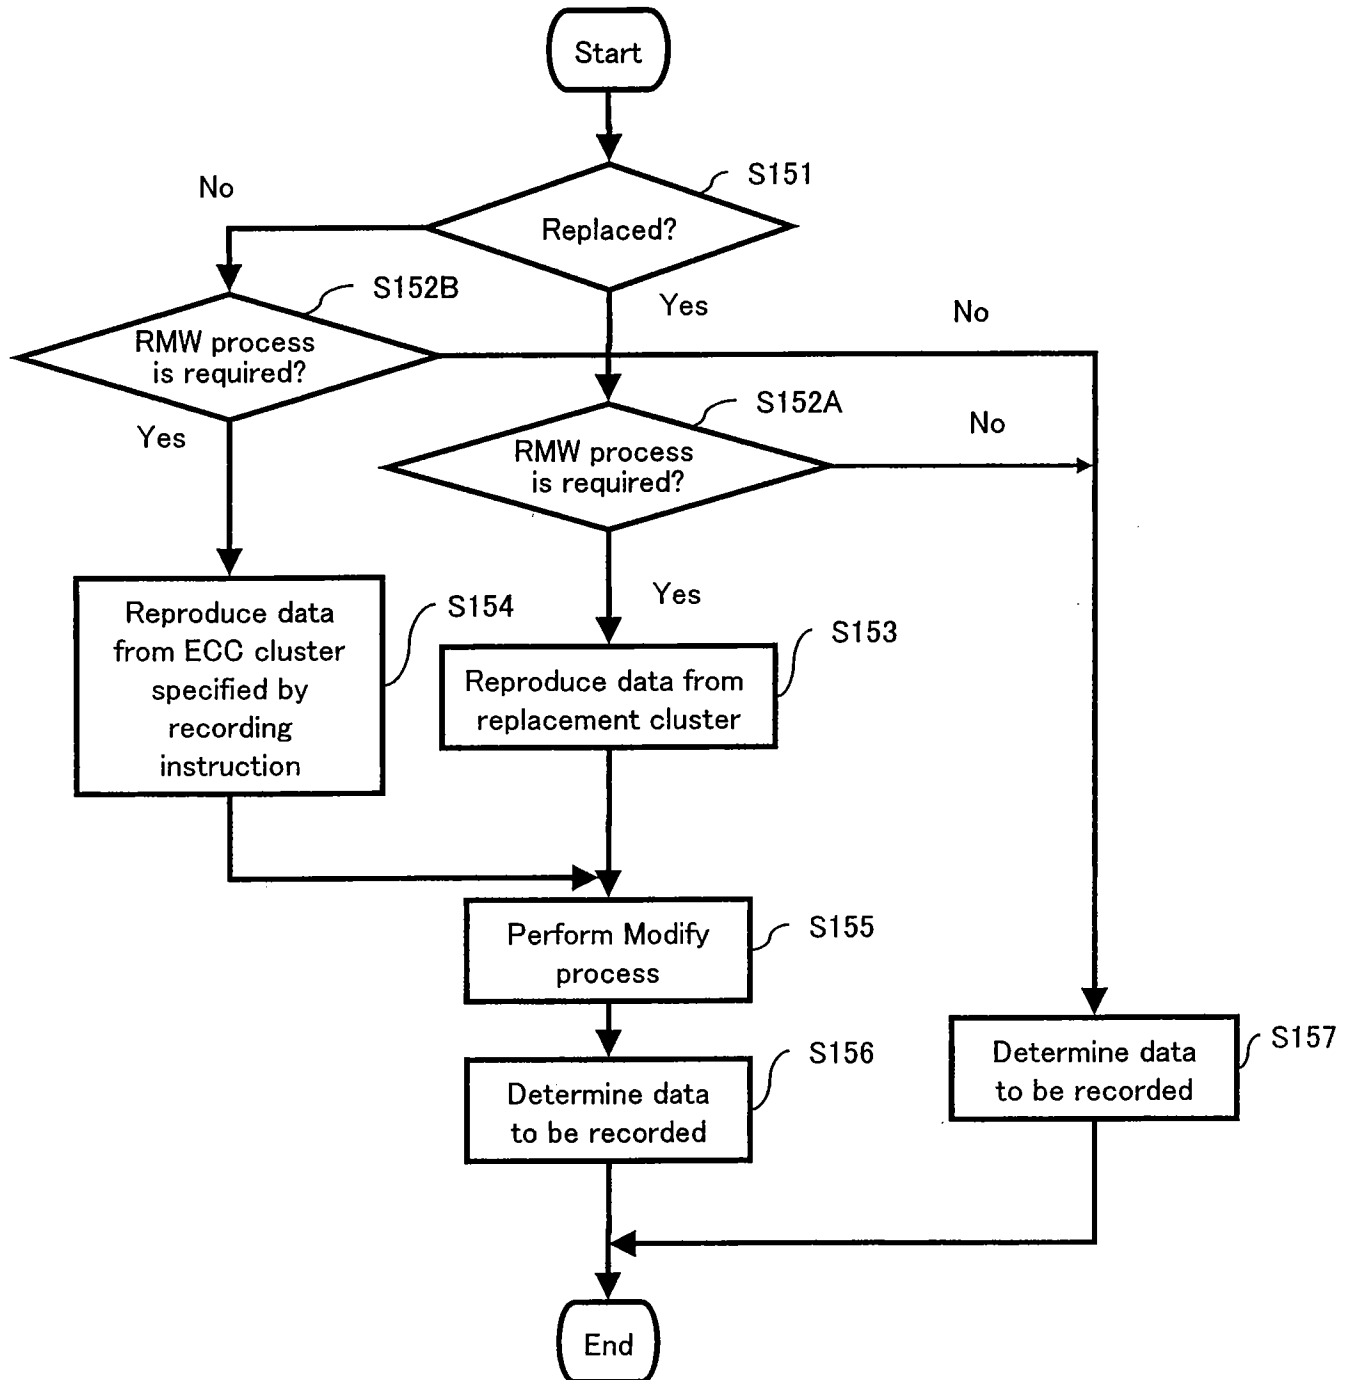 Start
S151
No
Replaced?
S152B
Yes
No
RMW process
is required?
S152A
No
Yes
RMW process
is required?
Yes
S154
S153
Reproduce data
from ECC cluster
specified by
recording
instruction
Reproduce data from
replacement cluster
S155
Perform Modify
process
S156
S157
Determine data
to be recorded
Determine data
to be recorded
End